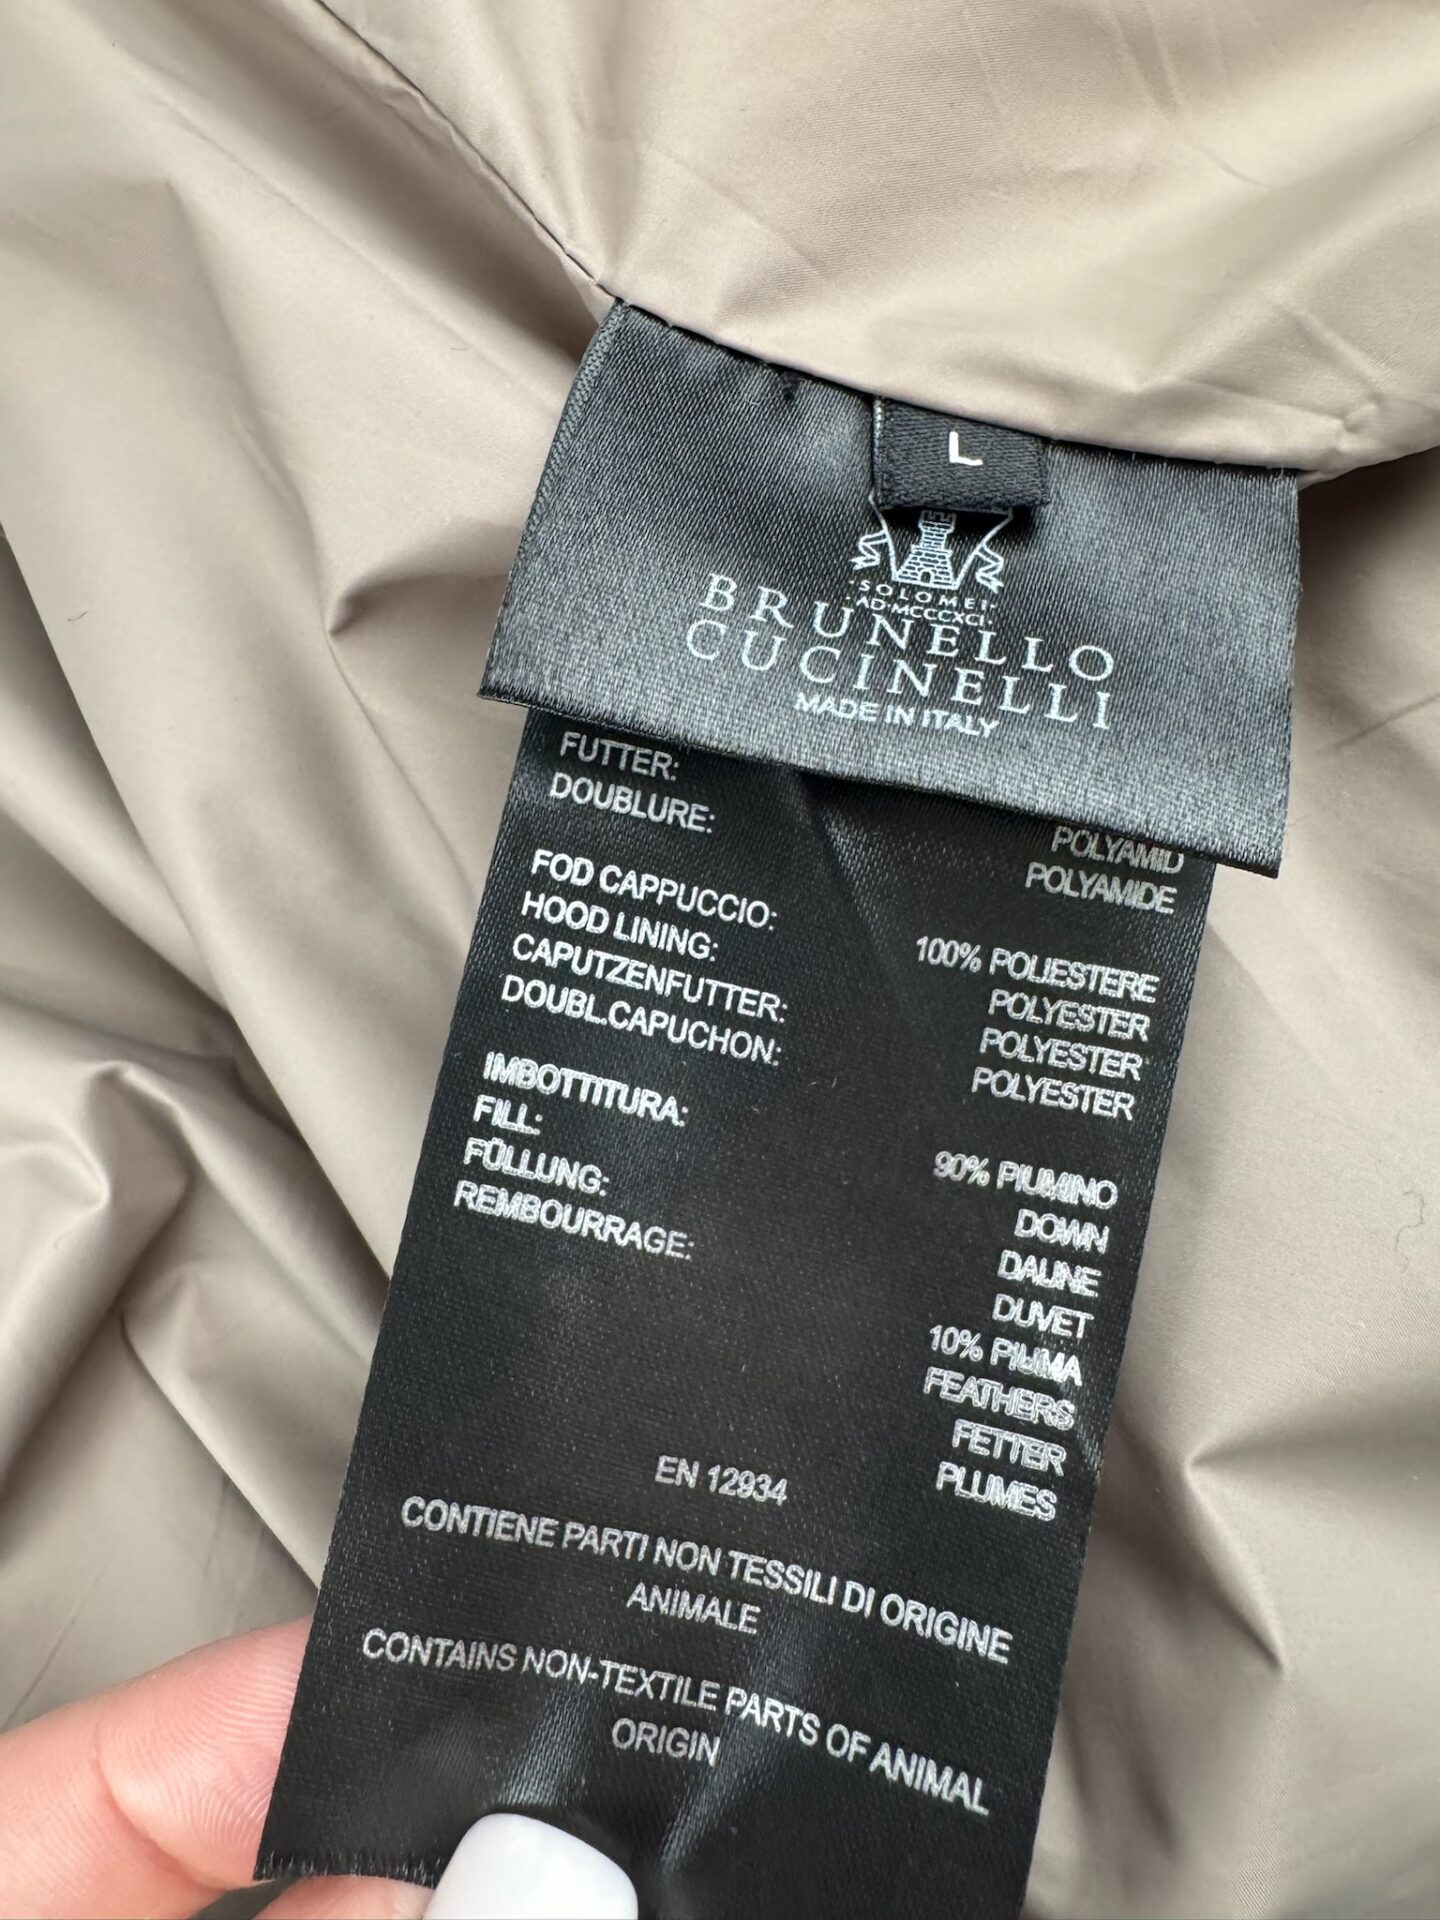 L
·SOLOMEI·
·AD·MCCCXCI·
BRUNELLO
CUCINELLI
MADE IN ITALY
FUTTER:
DOUBLURE:
POLYAMID
POLYAMIDE
FOD CAPPUCCIO:
HOOD LINING:
CAPUTZENFUTTER:
DOUBL.CAPUCHON:
100% POLIESTERE
POLYESTER
POLYESTER
POLYESTER
IMBOTTITURA:
FILL:
FÜLLUNG:
REMBOURRAGE:
90% PIUMINO
DOWN
DAUNE
DUVET
10% PIUMA
FEATHERS
FETTER
PLUMES
EN 12934
CONTIENE PARTI NON TESSILI DI ORIGINE
ANIMALE
CONTAINS NON-TEXTILE PARTS OF ANIMAL
ORIGIN